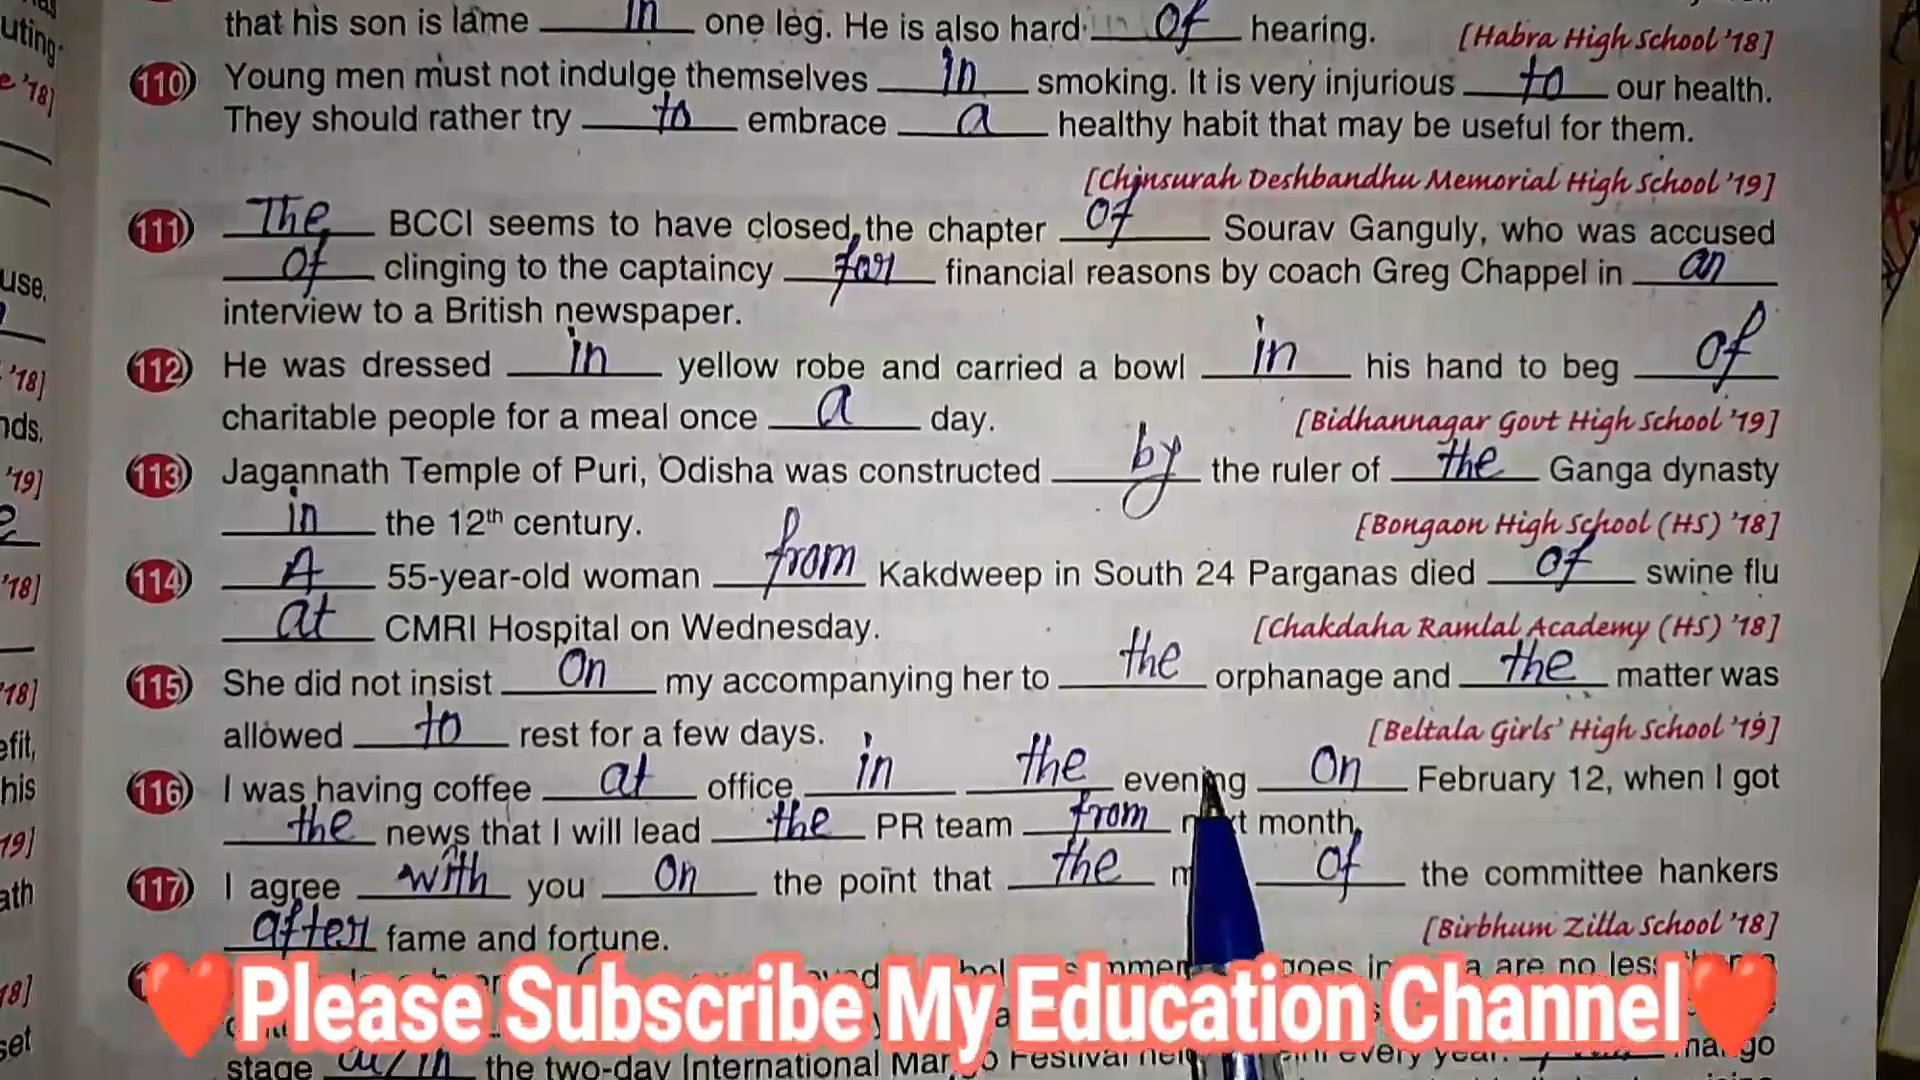 that his son is lame in one leg. He is also hard of hearing. [Habra High School '18]
110 Young men must not indulge themselves in smoking. It is very injurious to our health.
They should rather try to embrace a healthy habit that may be useful for them.
[Chinsurah Deshbandhu Memorial High School '19]
111 The BCCI seems to have closed the chapter of Sourav Ganguly, who was accused
of clinging to the captaincy for financial reasons by coach Greg Chappel in an
interview to a British newspaper.
112 He was dressed in yellow robe and carried a bowl in his hand to beg of
charitable people for a meal once a day. [Bidhannagar Govt High School '19]
113 Jagannath Temple of Puri, Odisha was constructed by the ruler of the Ganga dynasty
in the 12th century. [Bongaon High School (HS) '18]
114 A 55-year-old woman from Kakdweep in South 24 Parganas died of swine flu
at CMRI Hospital on Wednesday. [Chakdaha Ramlal Academy (HS) '18]
115 She did not insist on my accompanying her to the orphanage and the matter was
allowed to rest for a few days. [Beltala Girls' High School '19]
116 I was having coffee at office in the evening on February 12, when I got
the news that I will lead the PR team from next month.
117 I agree with you on the point that the of the committee hankers
after fame and fortune. [Birbhum Zilla School '18]
❤️Please Subscribe My Education Channel❤️
stage at/in the two-day International Mango Festival every year. mango